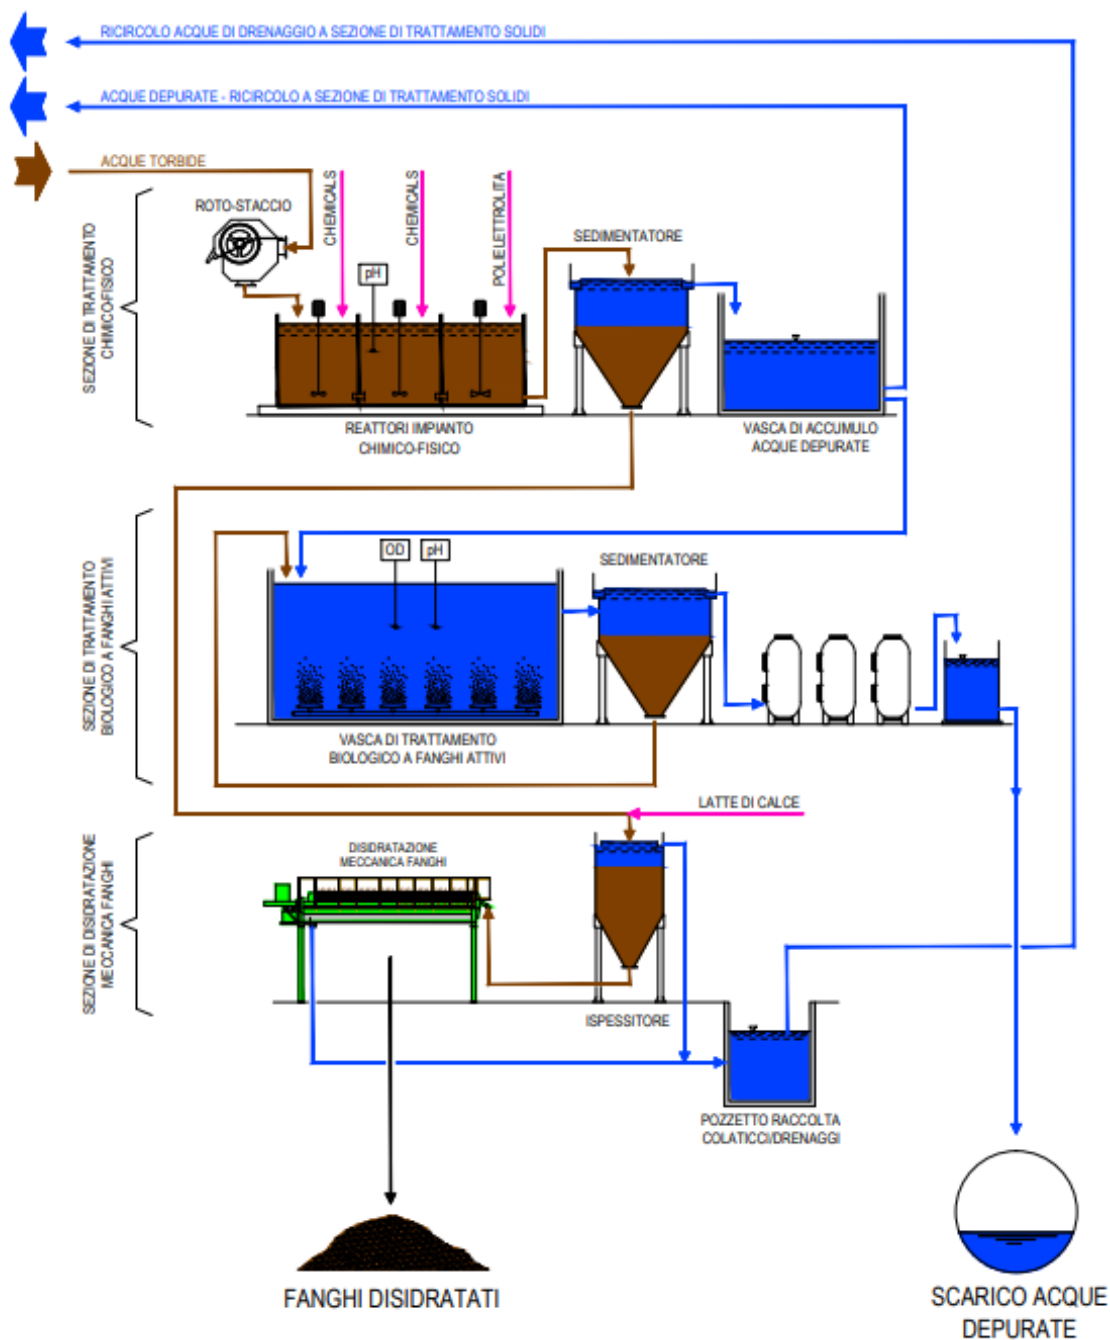 RICIRCOLO ACQUE DI DRENAGGIO A SEZIONE DI TRATTAMENTO SOLIDI
ACQUE DEPURATE - RICIRCOLO A SEZIONE DI TRATTAMENTO SOLIDI
ACQUE TORBIDE
SEZIONE DI TRATTAMENTO
CHIMICO-FISICO
ROTO-STACCIO
CHEMICALS
CHEMICALS
POLIELETTROLITA
pH
SEDIMENTATORE
REATTORI IMPIANTO
CHIMICO-FISICO
VASCA DI ACCUMULO
ACQUE DEPURATE
SEZIONE DI TRATTAMENTO
BIOLOGICO A FANGHI ATTIVI
OD
pH
SEDIMENTATORE
VASCA DI TRATTAMENTO
BIOLOGICO A FANGHI ATTIVI
LATTE DI CALCE
SEZIONE DI DISIDRATAZIONE
MECCANICA FANGHI
DISIDRATAZIONE
MECCANICA FANGHI
ISPESSITORE
POZZETTO RACCOLTA
COLATICCI/DRENAGGI
FANGHI DISIDRATATI
SCARICO ACQUE
DEPURATE